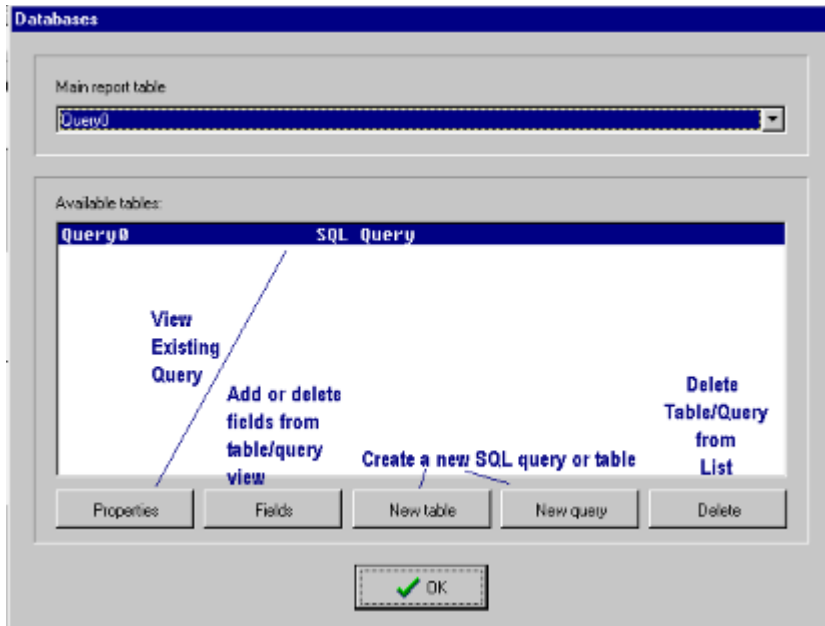 Databases
Main report table
Query0
Available tables:
Query0 SQL Query
View
Existing
Query
Add or delete
fields from
table/query
view
Create a new SQL query or table
Delete
Table/Query
from
List
Properties
Fields
New table
New query
Delete
OK